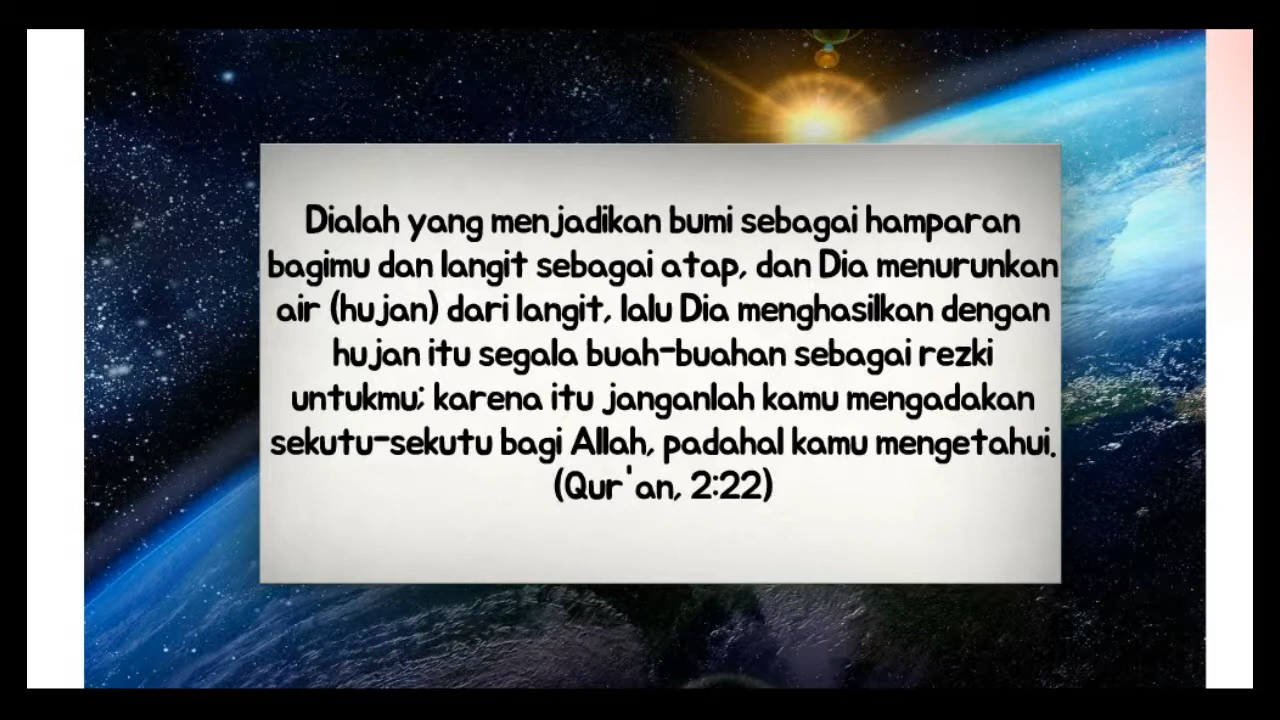 Dialah yang menjadikan bumi sebagai hamparan
bagimu dan langit sebagai atap, dan Dia menurunkan
air (hujan) dari langit, lalu Dia menghasilkan dengan
hujan itu segala buah-buahan sebagai rezki
untukmu; karena itu janganlah kamu mengadakan
sekutu-sekutu bagi Allah, padahal kamu mengetahui.
(Qur'an, 2:22)